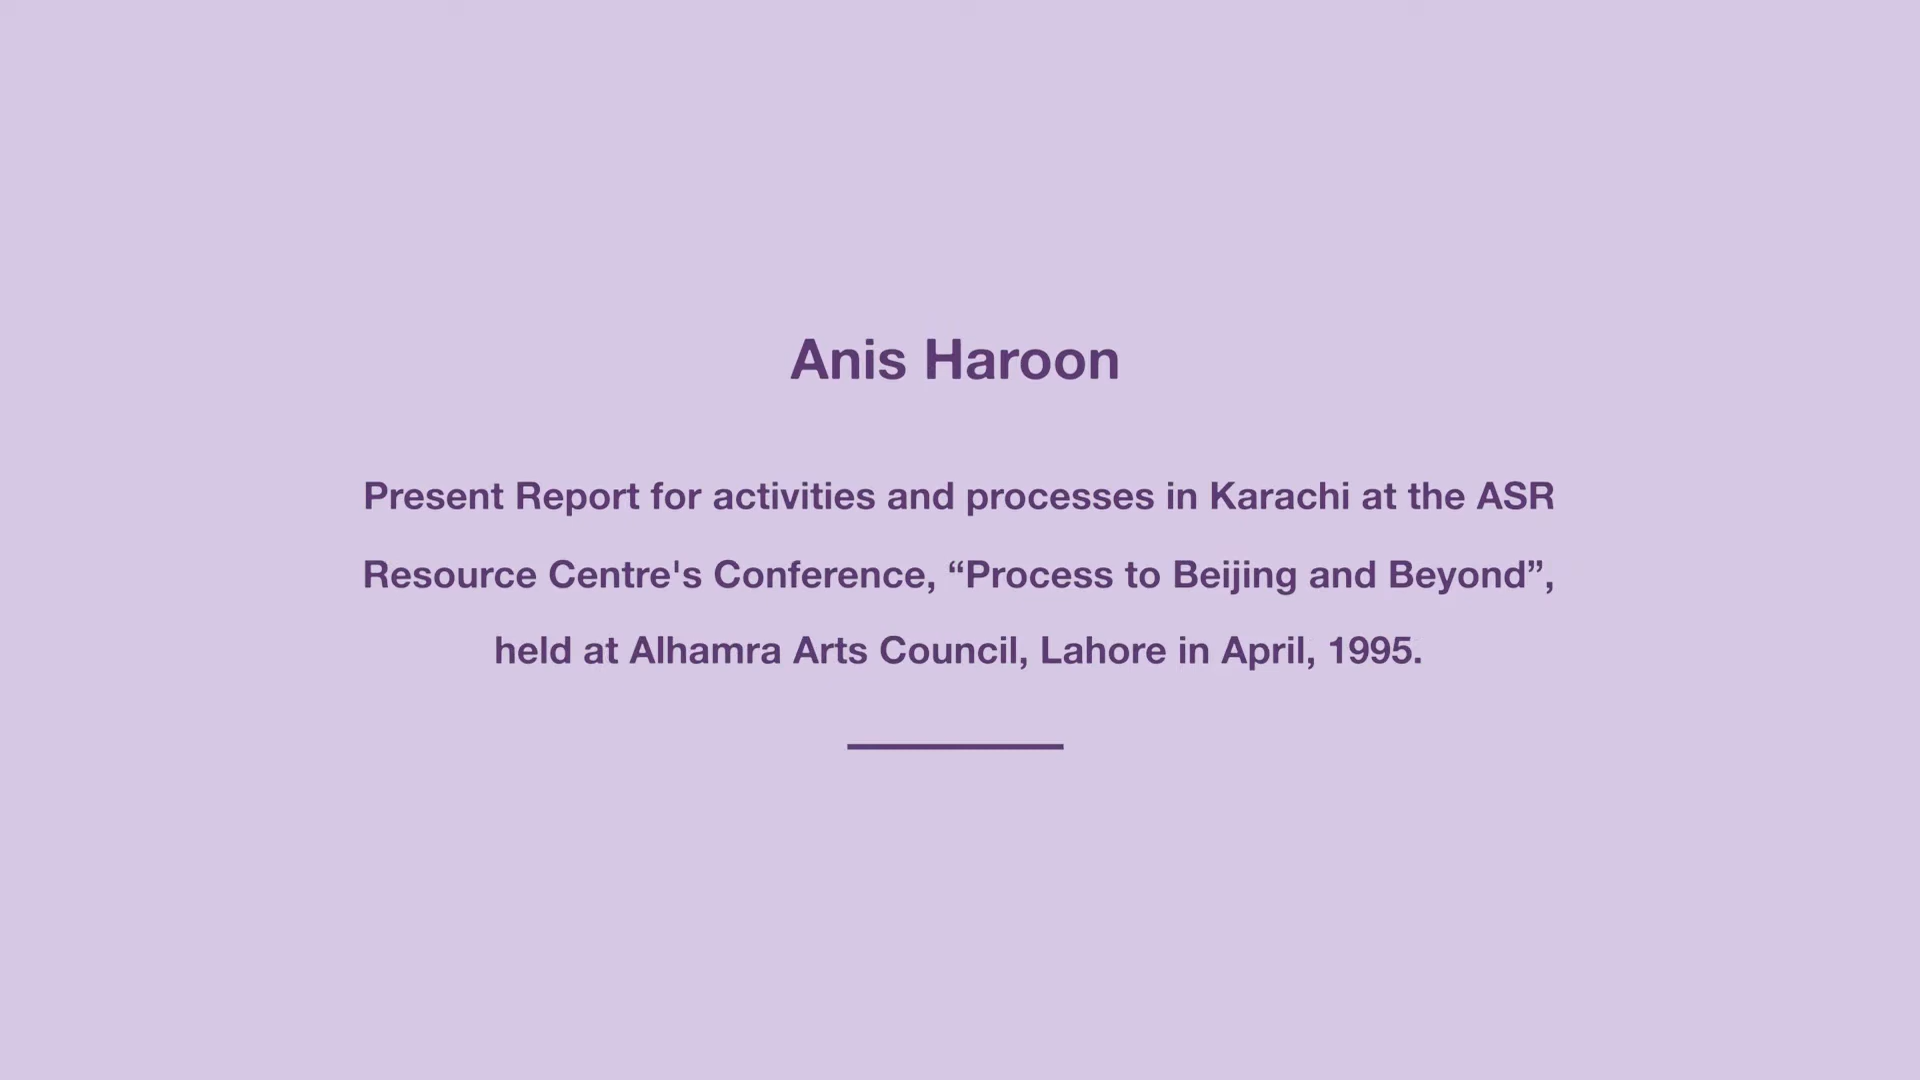 Anis Haroon
Present Report for activities and processes in Karachi at the ASR
Resource Centre's Conference, “Process to Beijing and Beyond”,
held at Alhamra Arts Council, Lahore in April, 1995.